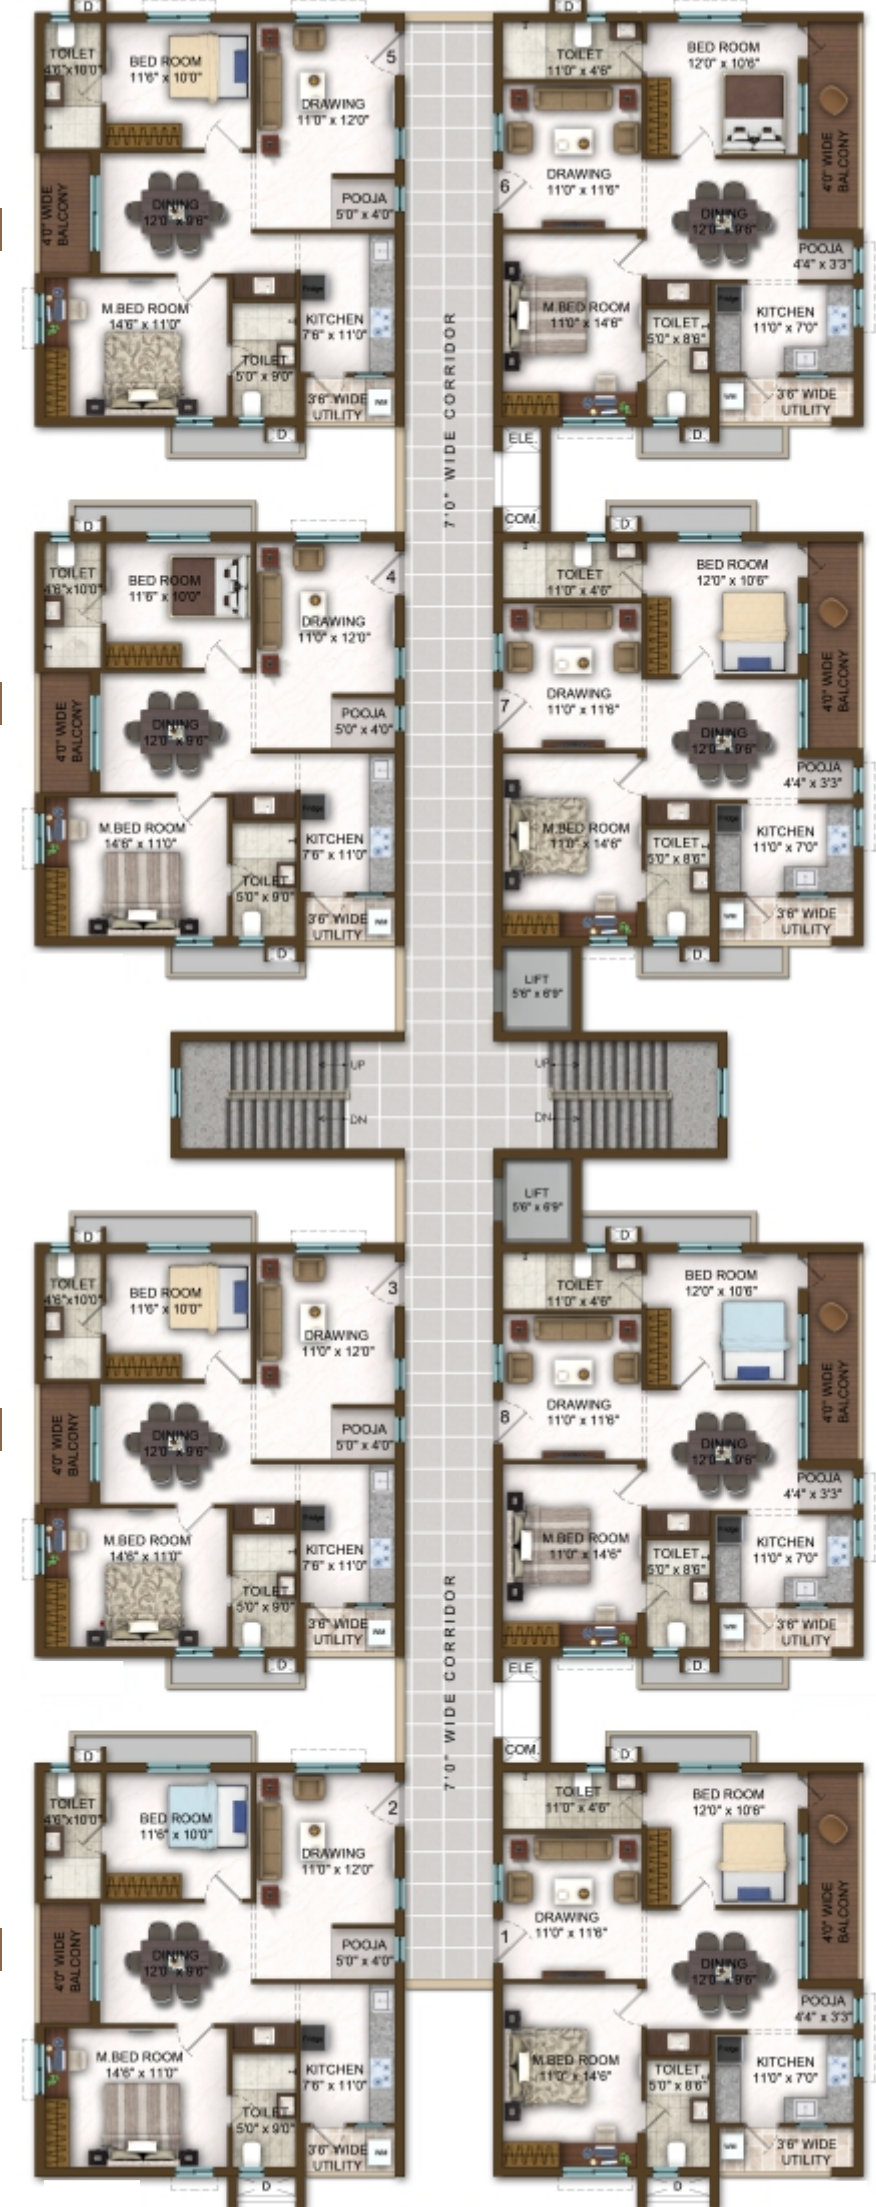 D
D
TOILET
4'6"x10'0"
BED ROOM
11'6" x 10'0"
DRAWING
11'0" x 12'0"
5
4'0" WIDE
BALCONY
DINING
12'0" x 9'6"
POOJA
5'0" x 4'0"
M.BED ROOM
14'6" x 11'0"
TOILET
5'0" x 9'0"
Fridge
KITCHEN
7'6" x 11'0"
3'6" WIDE
UTILITY
WM
D
TOILET
11'0" x 4'6"
BED ROOM
12'0" x 10'6"
4'0" WIDE
BALCONY
DRAWING
11'0" x 11'6"
6
DINING
12'0" x 9'6"
POOJA
4'4" x 3'3"
M.BED ROOM
11'0" x 14'6"
TOILET
5'0" x 8'6"
Fridge
KITCHEN
11'0" x 7'0"
WM
3'6" WIDE
UTILITY
D
7'0" WIDE CORRIDOR
ELE.
COM.
D
TOILET
4'6"x10'0"
BED ROOM
11'6" x 10'0"
DRAWING
11'0" x 12'0"
4
4'0" WIDE
BALCONY
DINING
12'0" x 9'6"
POOJA
5'0" x 4'0"
M.BED ROOM
14'6" x 11'0"
TOILET
5'0" x 9'0"
Fridge
KITCHEN
7'6" x 11'0"
3'6" WIDE
UTILITY
WM
D
D
TOILET
11'0" x 4'6"
BED ROOM
12'0" x 10'6"
4'0" WIDE
BALCONY
DRAWING
11'0" x 11'6"
7
DINING
12'0" x 9'6"
POOJA
4'4" x 3'3"
M.BED ROOM
11'0" x 14'6"
TOILET
5'0" x 8'6"
Fridge
KITCHEN
11'0" x 7'0"
WM
3'6" WIDE
UTILITY
D
LIFT
5'6" x 6'9"
UP
DN
UP
DN
LIFT
5'6" x 6'9"
D
TOILET
4'6"x10'0"
BED ROOM
11'6" x 10'0"
DRAWING
11'0" x 12'0"
3
4'0" WIDE
BALCONY
DINING
12'0" x 9'6"
POOJA
5'0" x 4'0"
M.BED ROOM
14'6" x 11'0"
TOILET
5'0" x 9'0"
Fridge
KITCHEN
7'6" x 11'0"
3'6" WIDE
UTILITY
WM
D
D
TOILET
11'0" x 4'6"
BED ROOM
12'0" x 10'6"
4'0" WIDE
BALCONY
DRAWING
11'0" x 11'6"
8
DINING
12'0" x 9'6"
POOJA
4'4" x 3'3"
M.BED ROOM
11'0" x 14'6"
TOILET
5'0" x 8'6"
Fridge
KITCHEN
11'0" x 7'0"
WM
3'6" WIDE
UTILITY
D
7'0" WIDE CORRIDOR
ELE.
COM.
D
TOILET
4'6"x10'0"
BED ROOM
11'6" x 10'0"
DRAWING
11'0" x 12'0"
2
4'0" WIDE
BALCONY
DINING
12'0" x 9'6"
POOJA
5'0" x 4'0"
M.BED ROOM
14'6" x 11'0"
TOILET
5'0" x 9'0"
Fridge
KITCHEN
7'6" x 11'0"
3'6" WIDE
UTILITY
WM
D
D
TOILET
11'0" x 4'6"
BED ROOM
12'0" x 10'6"
4'0" WIDE
BALCONY
DRAWING
11'0" x 11'6"
1
DINING
12'0" x 9'6"
POOJA
4'4" x 3'3"
M.BED ROOM
11'0" x 14'6"
TOILET
5'0" x 8'6"
Fridge
KITCHEN
11'0" x 7'0"
WM
3'6" WIDE
UTILITY
D